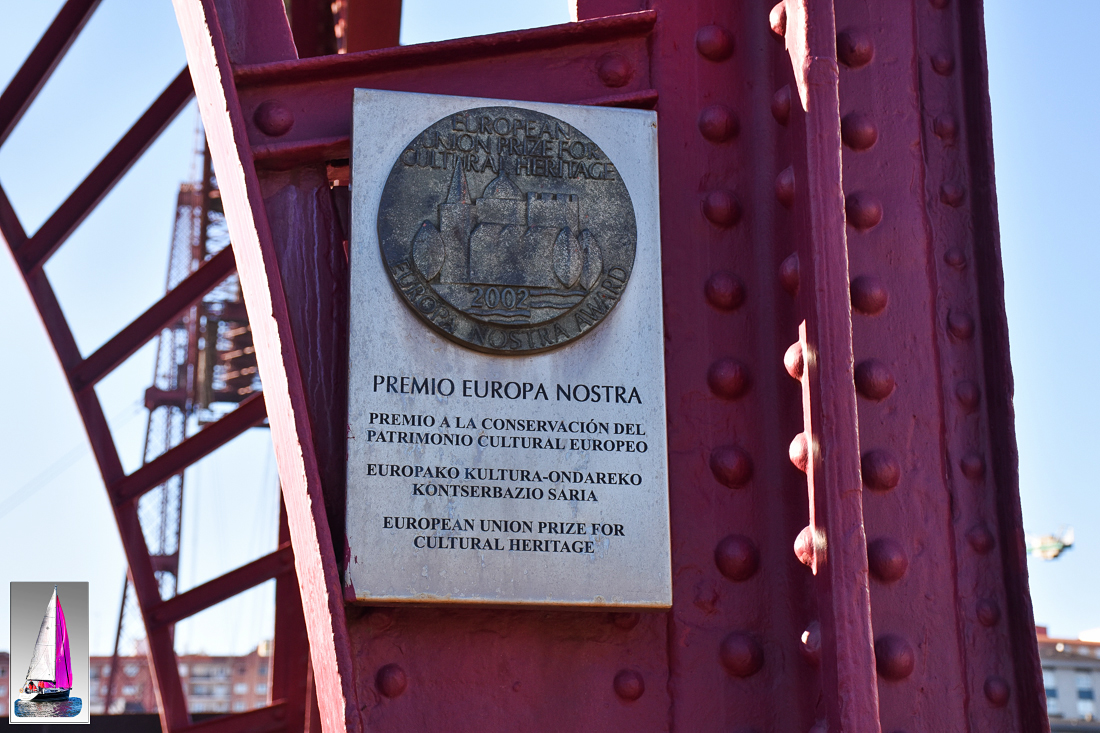 EUROPEAN
UNION PRIZE FOR
CULTURAL HERITAGE
2002
EUROPA NOSTRA AWARD
PREMIO EUROPA NOSTRA
PREMIO A LA CONSERVACIÓN DEL
PATRIMONIO CULTURAL EUROPEO
EUROPAKO KULTURA-ONDAREKO
KONTSERBAZIO SARIA
EUROPEAN UNION PRIZE FOR
CULTURAL HERITAGE